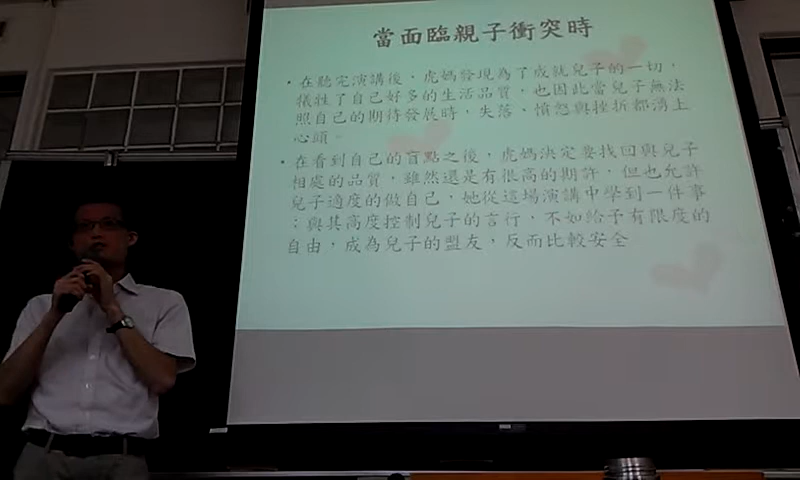 當面臨親子衝突時
•在聽完演講後，虎媽發現為了成就兒子的一切，
犧牲了自己好多的生活品質，也因此當兒子無法
照自己的期待發展時，失落、憤怒與挫折都湧上
心頭。
•在看到自己的盲點之後，虎媽決定要找回與兒子
相處的品質，雖然還是有很高的期許，但也允許
兒子適度的做自己，她從這場演講中學到一件事
：與其高度控制兒子的言行，不如給予有限度的
自由，成為兒子的盟友，反而比較安全